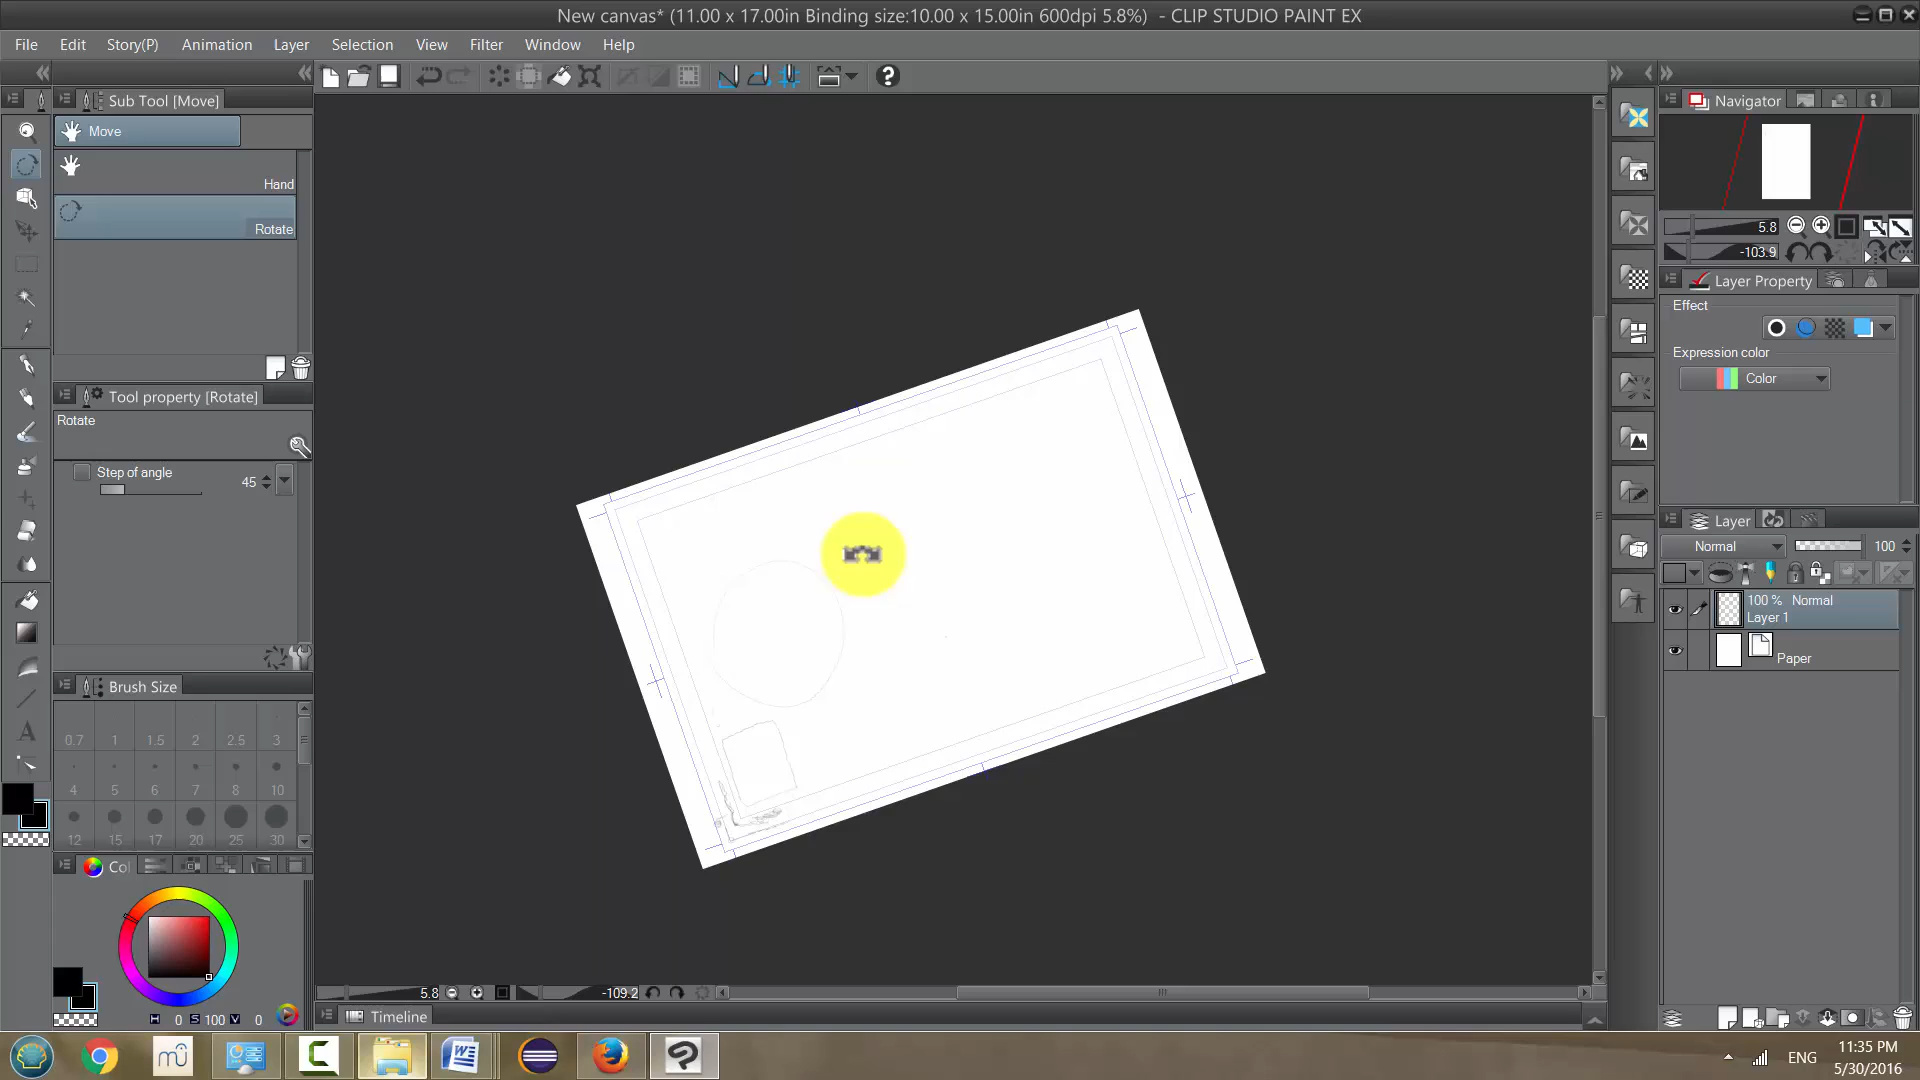 New canvas* (11.00 x 17.00in Binding size:10.00 x 15.00in 600dpi 5.8%)  - CLIP STUDIO PAINT EX
File Edit Story(P) Animation Layer Selection View Filter Window Help
Sub Tool [Move]
Move
Hand
Rotate
Tool property [Rotate]
Rotate
Step of angle 45
Brush Size
0.7 1 1.5 2 2.5 3
4 5 6 7 8 10
12 15 17 20 25 30
Col
H 0 S 100 V 0
5.8 -109.2
Timeline
Navigator
5.8
-103.9
Layer Property
Effect
Expression color
Color
Layer
Normal 100
100 % Normal
Layer 1
Paper
ENG
11:35 PM
5/30/2016